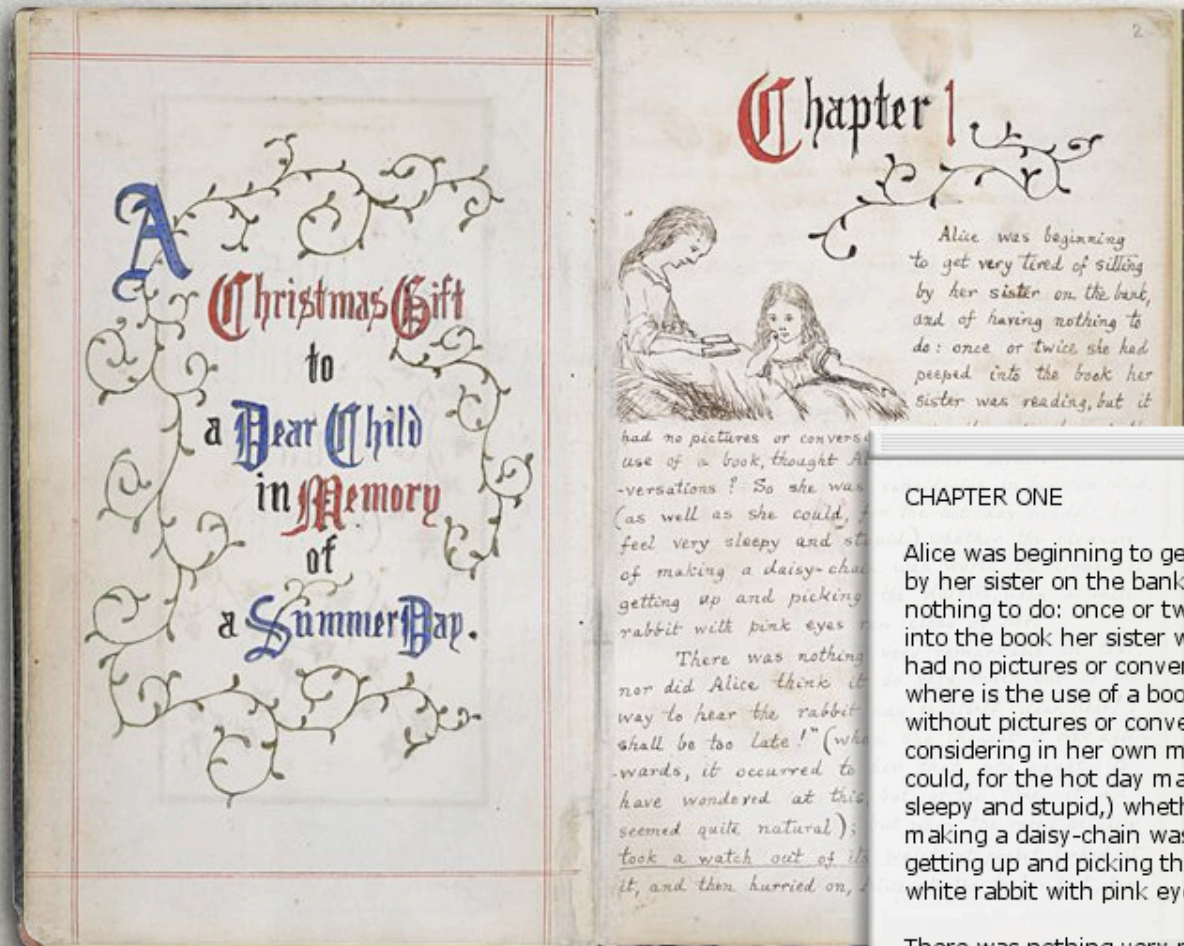 A
Christmas Gift
to
a Dear Child
in Memory
of
a Summer Day.
2
Chapter 1
Alice was beginning
to get very tired of sitting
by her sister on the bank,
and of having nothing to
do: once or twice she had
peeped into the book her
sister was reading, but it
had no pictures or convers
use of a book, thought Al
-versations? So she was
(as well as she could, f
feel very sleepy and stupid)
of making a daisy-chai
getting up and picking
rabbit with pink eyes r
There was nothing
nor did Alice think it
way to hear the rabbit
shall be too late!" (whe
-wards, it occurred to
have wondered at this,
seemed quite natural);
took a watch out of its
it, and then hurried on, A
CHAPTER ONE
Alice was beginning to ge
by her sister on the bank
nothing to do: once or tw
into the book her sister w
had no pictures or conver
where is the use of a boo
without pictures or conve
considering in her own m
could, for the hot day ma
sleepy and stupid,) wheth
making a daisy-chain was
getting up and picking th
white rabbit with pink ey
There was nothing very r